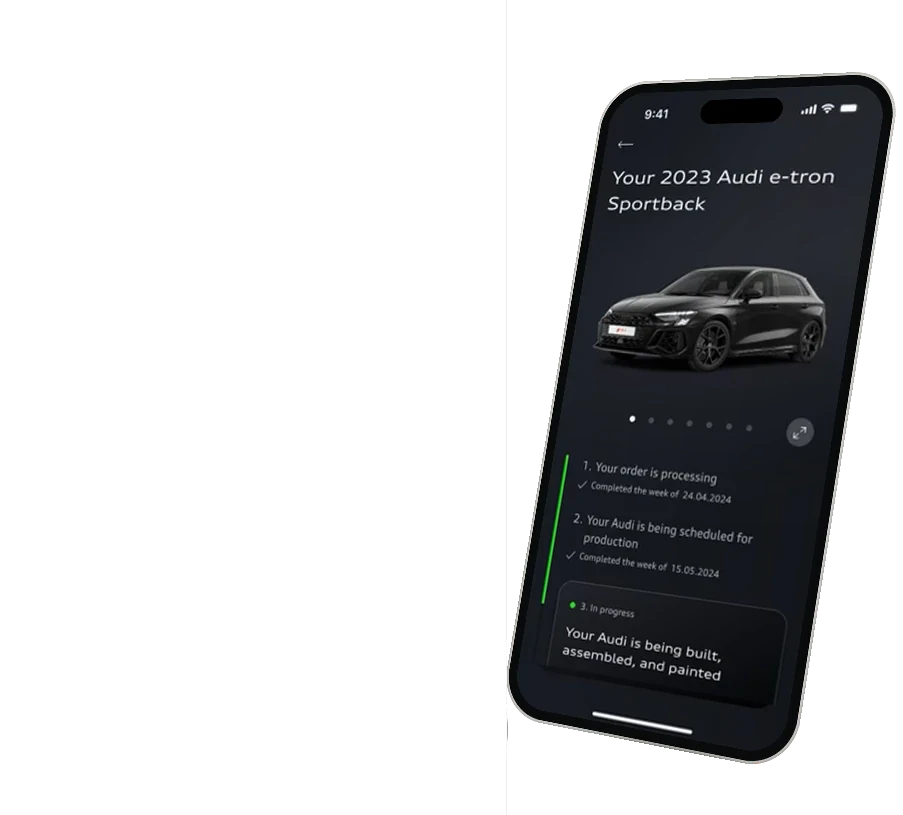 9:41
Your 2023 Audi e-tron
Sportback
1. Your order is processing
Completed the week of 24.04.2024
2. Your Audi is being scheduled for
production
Completed the week of 15.05.2024
3. In progress
Your Audi is being built,
assembled, and painted